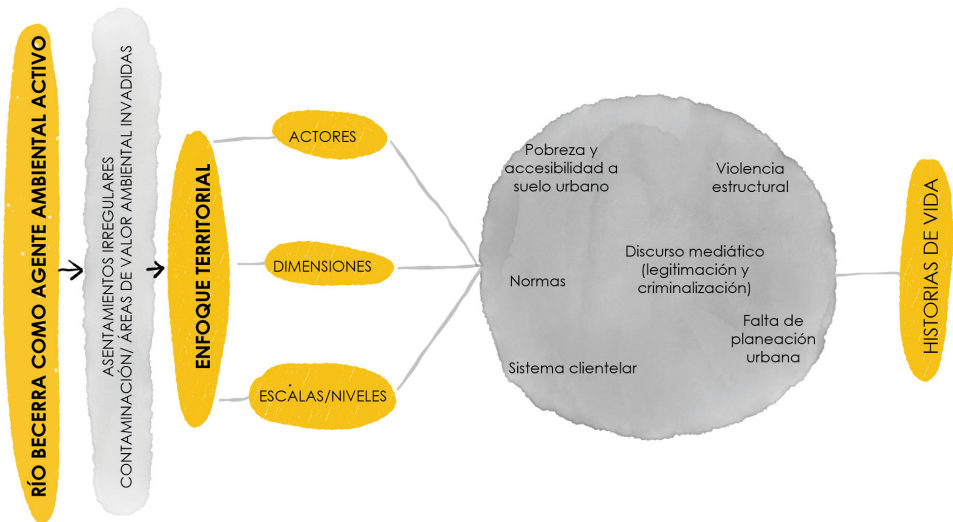 RÍO BECERRA COMO AGENTE AMBIENTAL ACTIVO
ASENTAMIENTOS IRREGULARES
CONTAMINACIÓN/ ÁREAS DE VALOR AMBIENTAL INVADIDAS
ENFOQUE TERRITORIAL
ACTORES
DIMENSIONES
ESCALAS/NIVELES
Pobreza y
accesibilidad a
suelo urbano
Violencia
estructural
Normas
Discurso mediático
(legitimación y
criminalización)
Sistema clientelar
Falta de
planeación
urbana
HISTORIAS DE VIDA